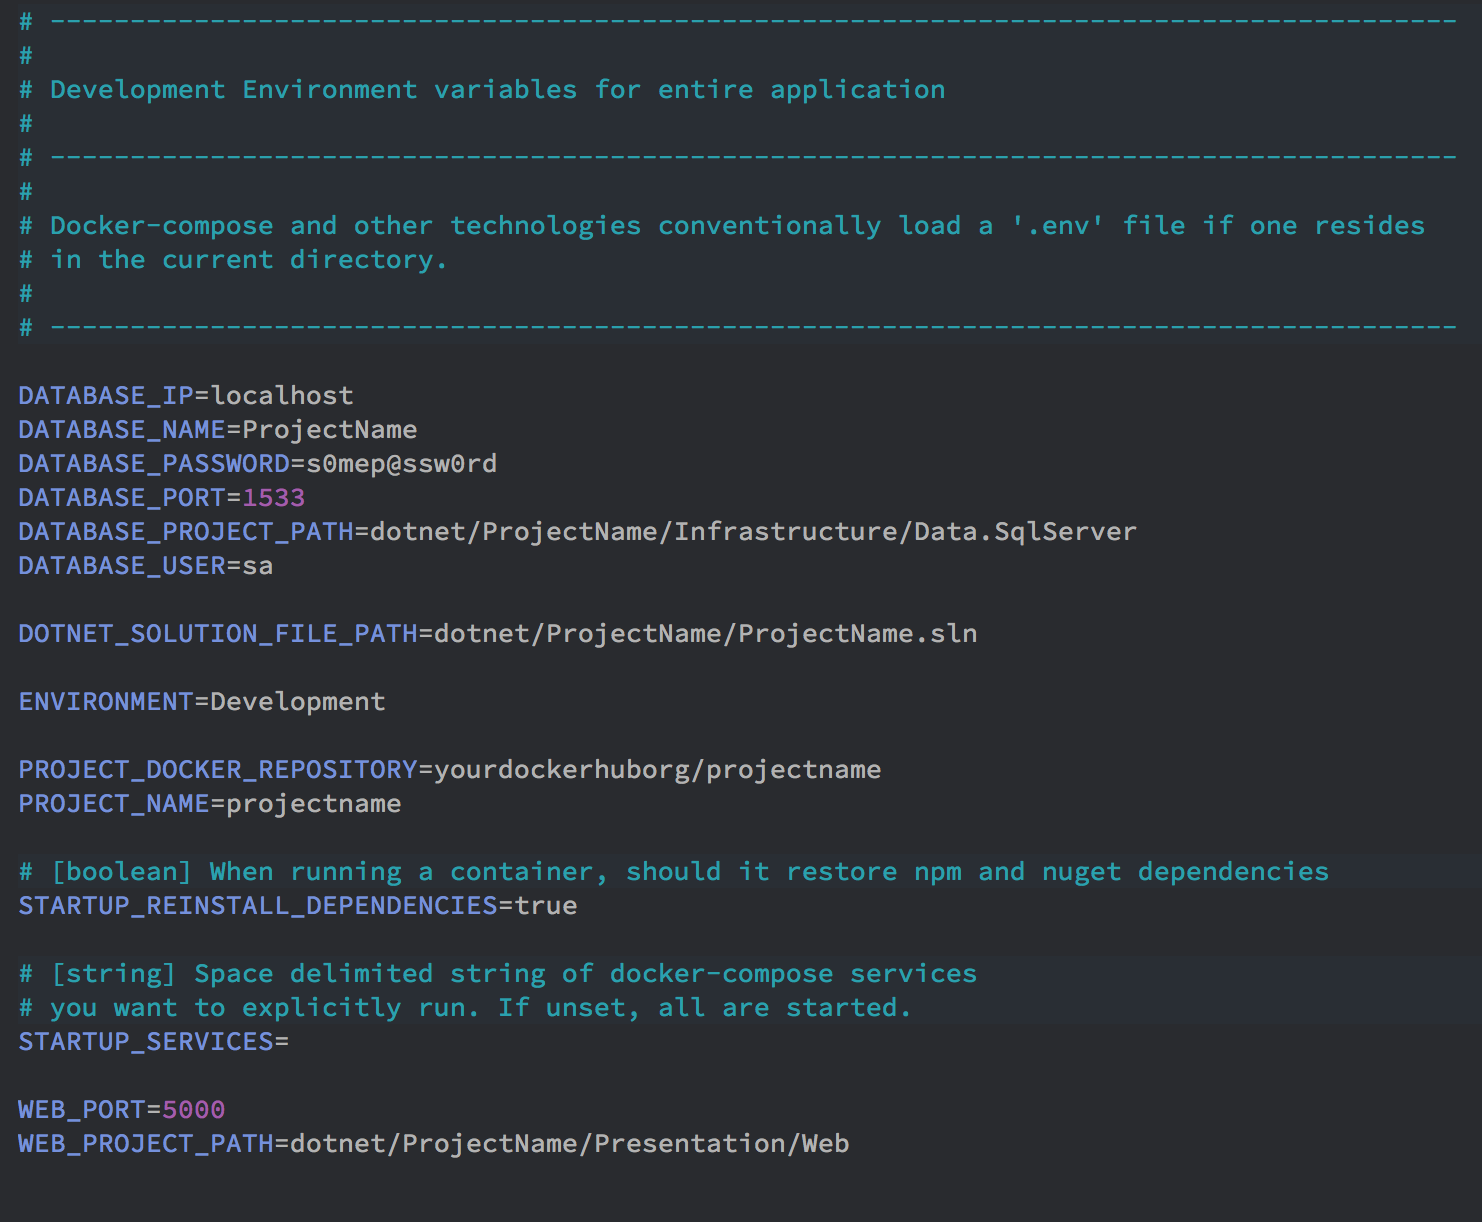 # ----------------------------------------------------------------------------------------
#
# Development Environment variables for entire application
#
# ----------------------------------------------------------------------------------------
#
# Docker-compose and other technologies conventionally load a '.env' file if one resides
# in the current directory.
#
# ----------------------------------------------------------------------------------------
DATABASE_IP=localhost
DATABASE_NAME=ProjectName
DATABASE_PASSWORD=s0mep@ssw0rd
DATABASE_PORT=1533
DATABASE_PROJECT_PATH=dotnet/ProjectName/Infrastructure/Data.SqlServer
DATABASE_USER=sa
DOTNET_SOLUTION_FILE_PATH=dotnet/ProjectName/ProjectName.sln
ENVIRONMENT=Development
PROJECT_DOCKER_REPOSITORY=yourdockerhuborg/projectname
PROJECT_NAME=projectname
# [boolean] When running a container, should it restore npm and nuget dependencies
STARTUP_REINSTALL_DEPENDENCIES=true
# [string] Space delimited string of docker-compose services
# you want to explicitly run. If unset, all are started.
STARTUP_SERVICES=
WEB_PORT=5000
WEB_PROJECT_PATH=dotnet/ProjectName/Presentation/Web